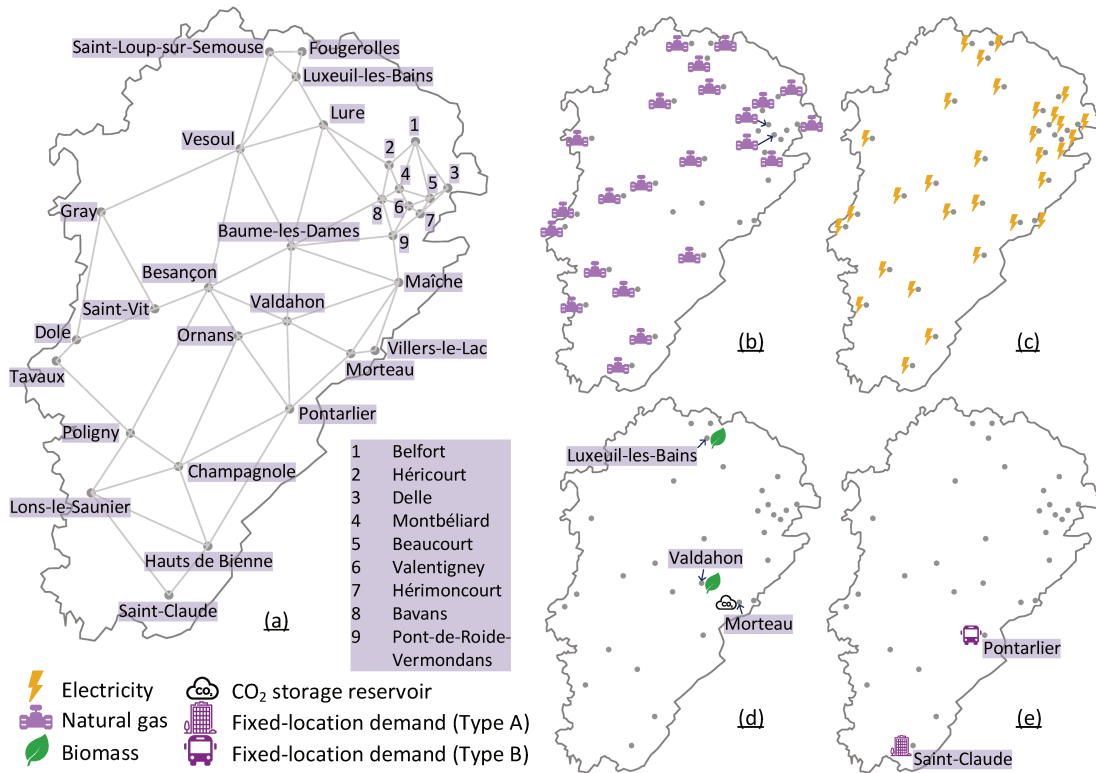 Saint-Loup-sur-Semouse
Fougerolles
Luxeuil-les-Bains
Lure
1
Vesoul
2
3
4
5
Gray
8
6
7
Baume-les-Dames
9
Besançon
Maîche
Valdahon
Saint-Vit
Dole
Ornans
Villers-le-Lac
Tavaux
Morteau
Pontarlier
Poligny
Champagnole
Lons-le-Saunier
Hauts de Bienne
Saint-Claude
(a)
1 Belfort
2 Héricourt
3 Delle
4 Montbéliard
5 Beaucourt
6 Valentigney
7 Hérimoncourt
8 Bavans
9 Pont-de-Roide-
Vermondans
(b)
(c)
Luxeuil-les-Bains
Valdahon
CO₂
Morteau
(d)
Pontarlier
Saint-Claude
(e)
Electricity
Natural gas
Biomass
CO₂
CO₂ storage reservoir
Fixed-location demand (Type A)
Fixed-location demand (Type B)